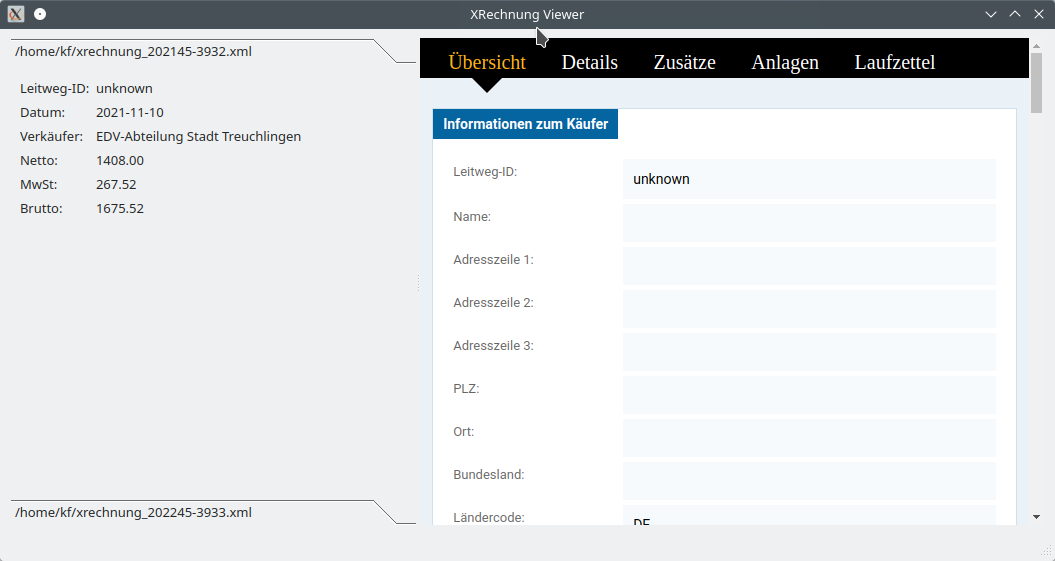 XRechnung Viewer
/home/kf/xrechnung_202145-3932.xml
Leitweg-ID: unknown
Datum: 2021-11-10
Verkäufer: EDV-Abteilung Stadt Treuchlingen
Netto: 1408.00
MwSt: 267.52
Brutto: 1675.52
/home/kf/xrechnung_202245-3933.xml
Übersicht Details Zusätze Anlagen Laufzettel
Informationen zum Käufer
Leitweg-ID: unknown
Name:
Adresszeile 1:
Adresszeile 2:
Adresszeile 3:
PLZ:
Ort:
Bundesland:
Ländercode: DE